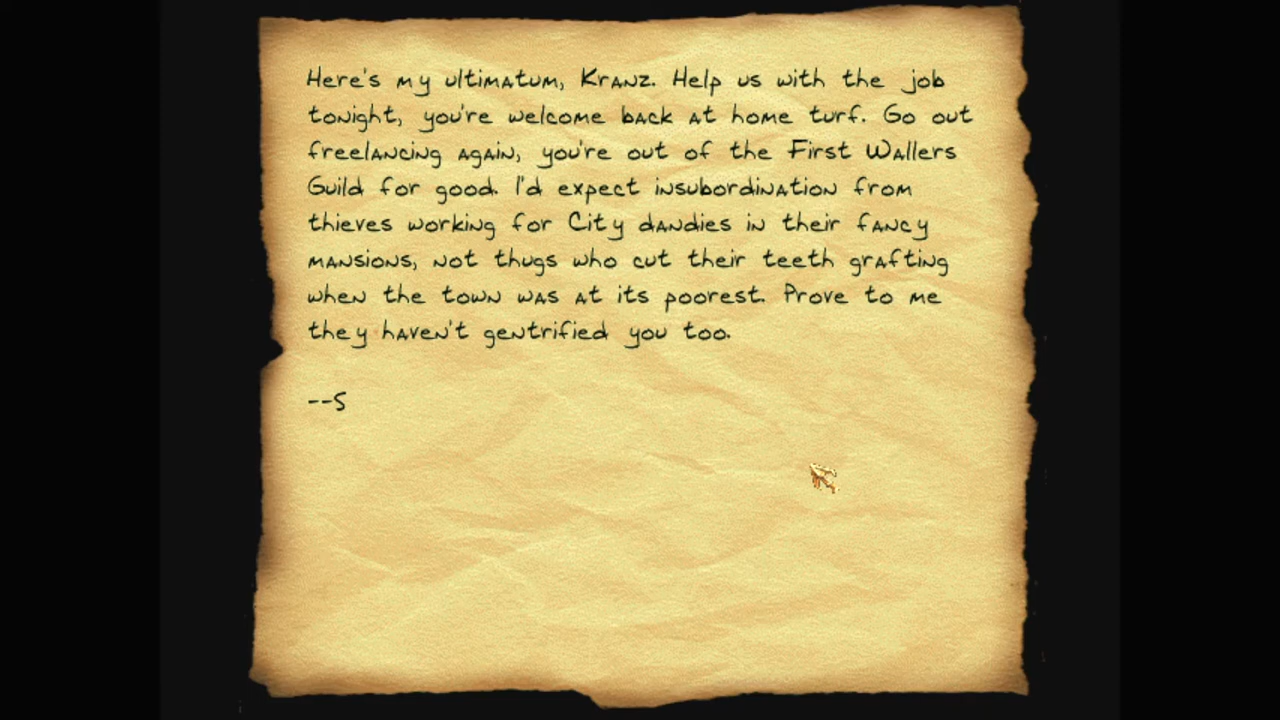 Here's my ultimatum, Kranz. Help us with the job
tonight, you're welcome back at home turf. Go out
freelancing again, you're out of the First Wallers
Guild for good. I'd expect insubordination from
thieves working for City dandies in their fancy
mansions, not thugs who cut their teeth grafting
when the town was at its poorest. Prove to me
they haven't gentrified you too.
--S